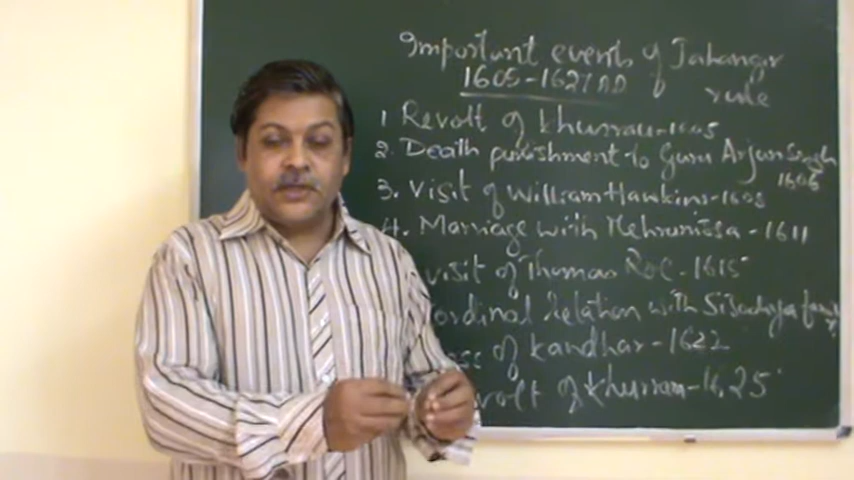 Important events of Jahangir
1605-1627 AD rule
1 Revolt of Khusrau-1605
2. Death punishment to Guru Arjun Singh
1606
3. Visit of William Hawkins-1608
4. Marriage with Mehrunissa - 1611
visit of Thomas Roe - 1615
ordinal Relation with Sisodiya family
of Kandhar - 1622
volt of Khurram-1625